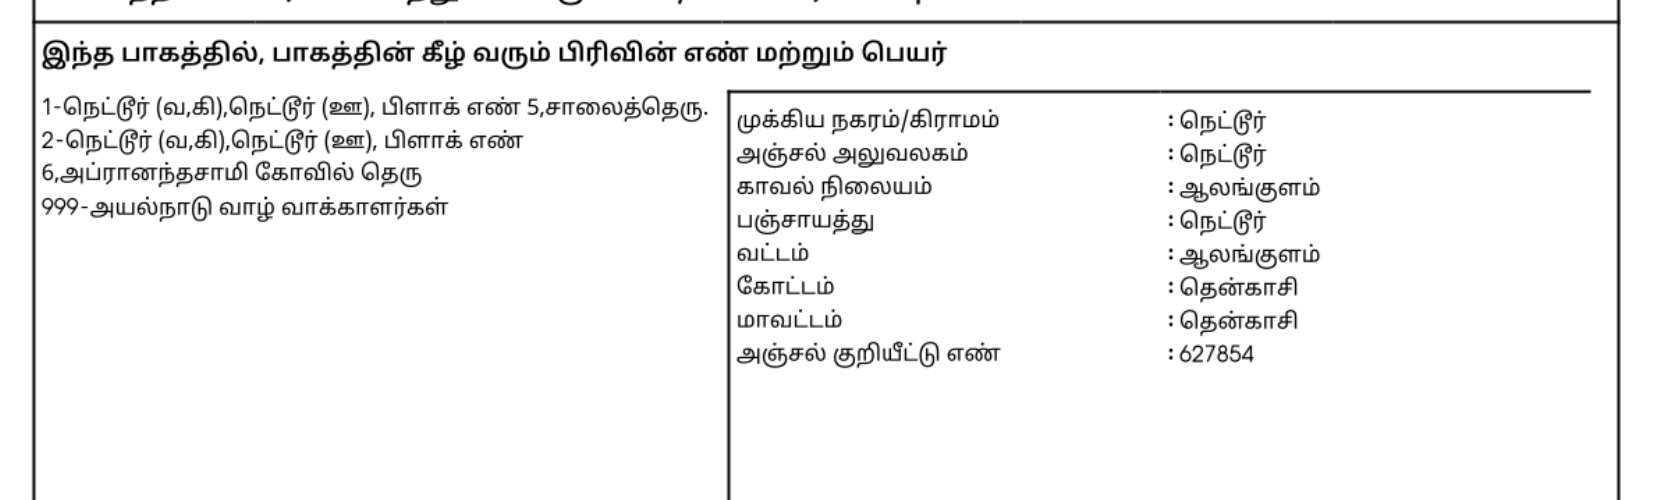 இந்த பாகத்தில், பாகத்தின் கீழ் வரும் பிரிவின் எண் மற்றும் பெயர்
1-நெட்டூர் (வ,கி),நெட்டூர் (ஊ), பிளாக் எண் 5,சாலைத்தெரு.
2-நெட்டூர் (வ,கி),நெட்டூர் (ஊ), பிளாக் எண்
6,அப்ரானந்தசாமி கோவில் தெரு
999-அயல்நாடு வாழ் வாக்காளர்கள்
முக்கிய நகரம்/கிராமம் : நெட்டூர்
அஞ்சல் அலுவலகம் : நெட்டூர்
காவல் நிலையம் : ஆலங்குளம்
பஞ்சாயத்து : நெட்டூர்
வட்டம் : ஆலங்குளம்
கோட்டம் : தென்காசி
மாவட்டம் : தென்காசி
அஞ்சல் குறியீட்டு எண் : 627854